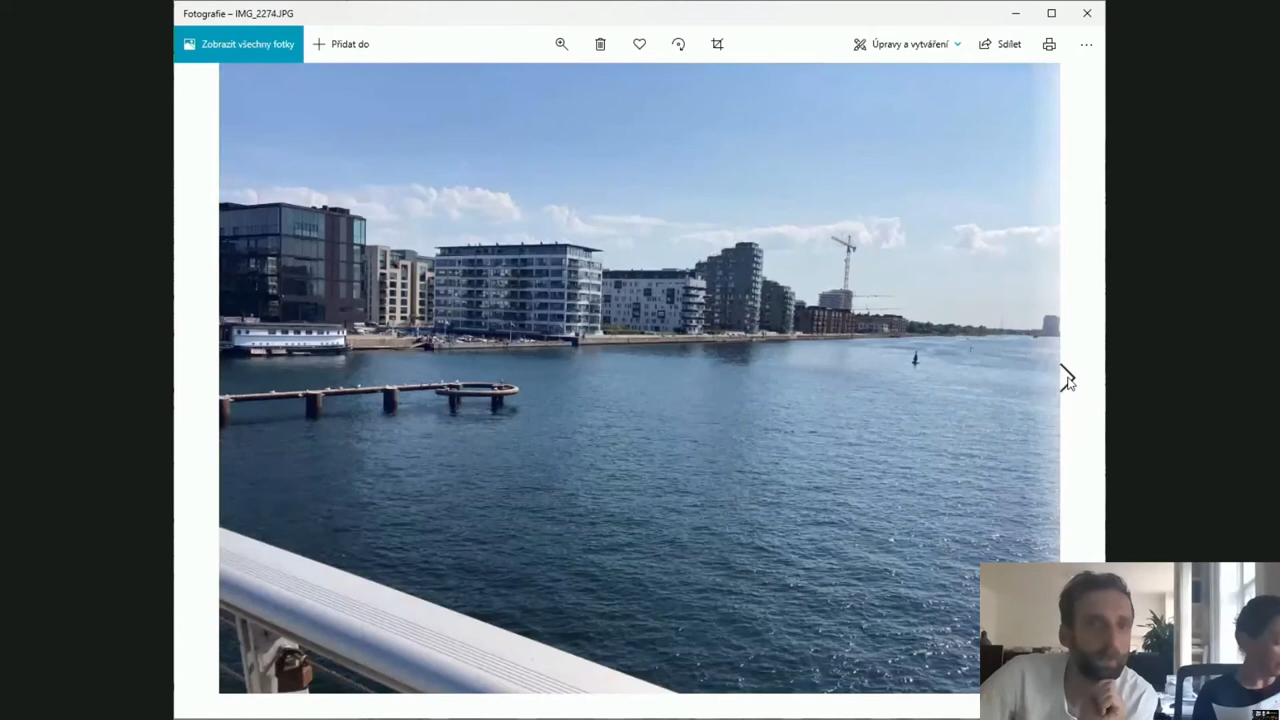 Fotografie – IMG_2274.JPG
Zobrazit všechny fotky
Přidat do
Úpravy a vytváření
Sdílet